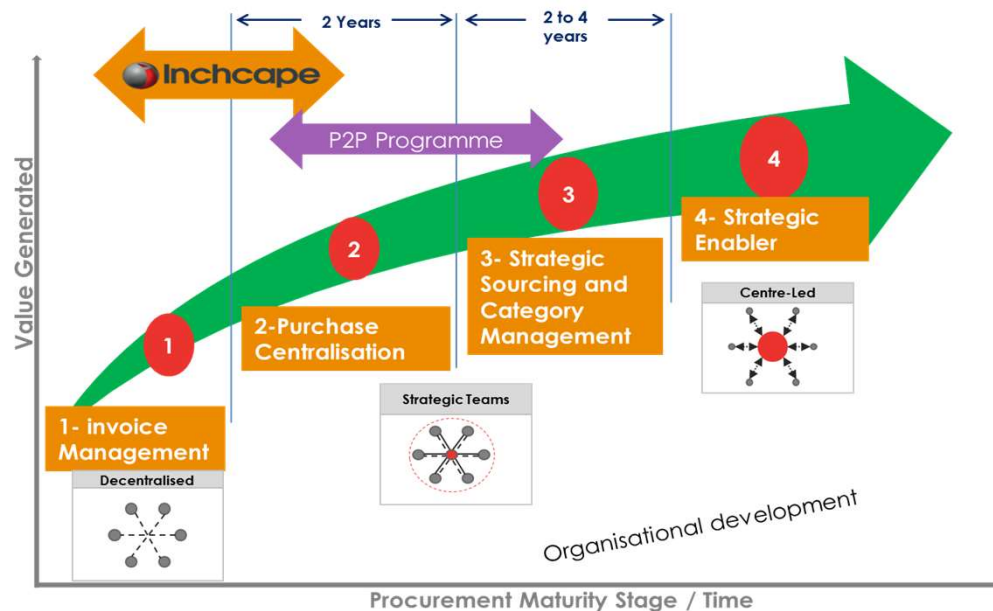 2 Years
2 to 4
years
Inchcape
P2P Programme
4
3
2
1
4- Strategic
Enabler
3- Strategic
Sourcing and
Category
Management
2-Purchase
Centralisation
1- invoice
Management
Centre-Led
Strategic Teams
Decentralised
Organisational development
Value Generated
Procurement Maturity Stage / Time